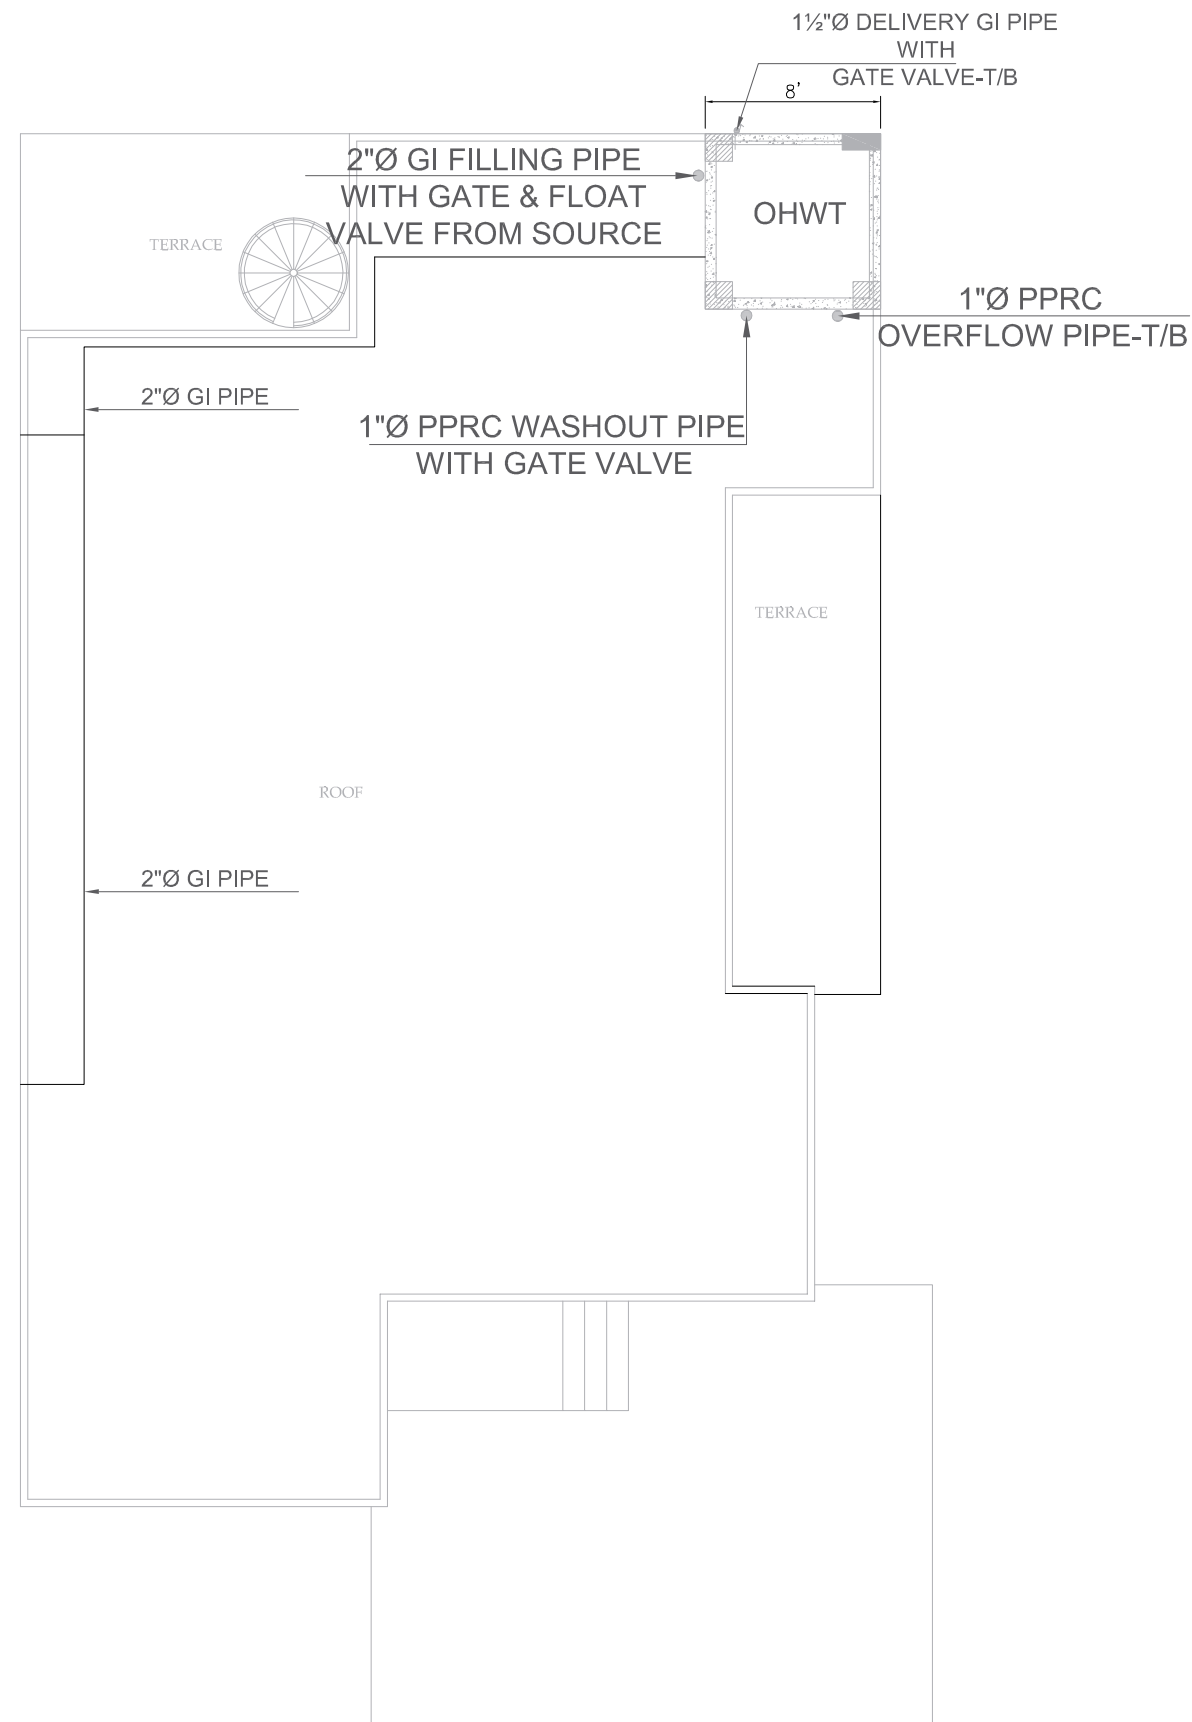 1½"Ø DELIVERY GI PIPE
WITH
GATE VALVE-T/B
8'
2"Ø GI FILLING PIPE
WITH GATE & FLOAT
VALVE FROM SOURCE
OHWT
TERRACE
1"Ø PPRC
OVERFLOW PIPE-T/B
2"Ø GI PIPE
1"Ø PPRC WASHOUT PIPE
WITH GATE VALVE
TERRACE
ROOF
2"Ø GI PIPE